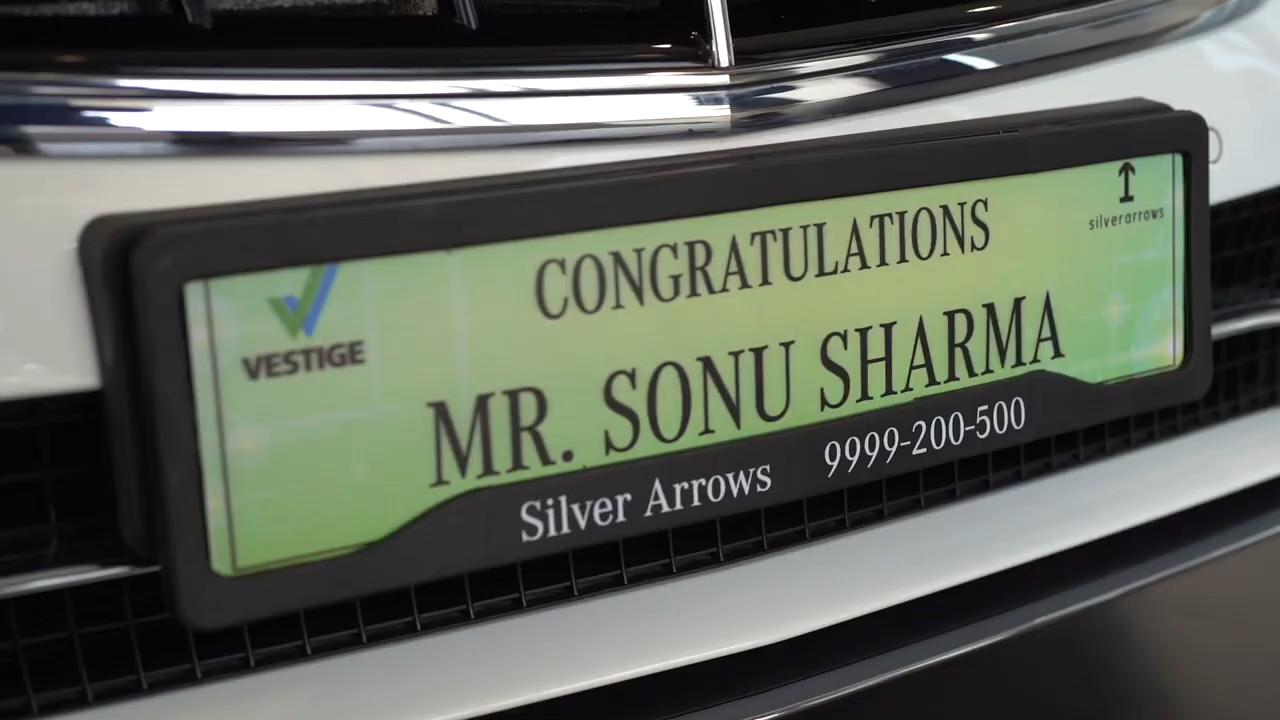 VESTIGE
silverarrows
CONGRATULATIONS
MR. SONU SHARMA
Silver Arrows 9999-200-500